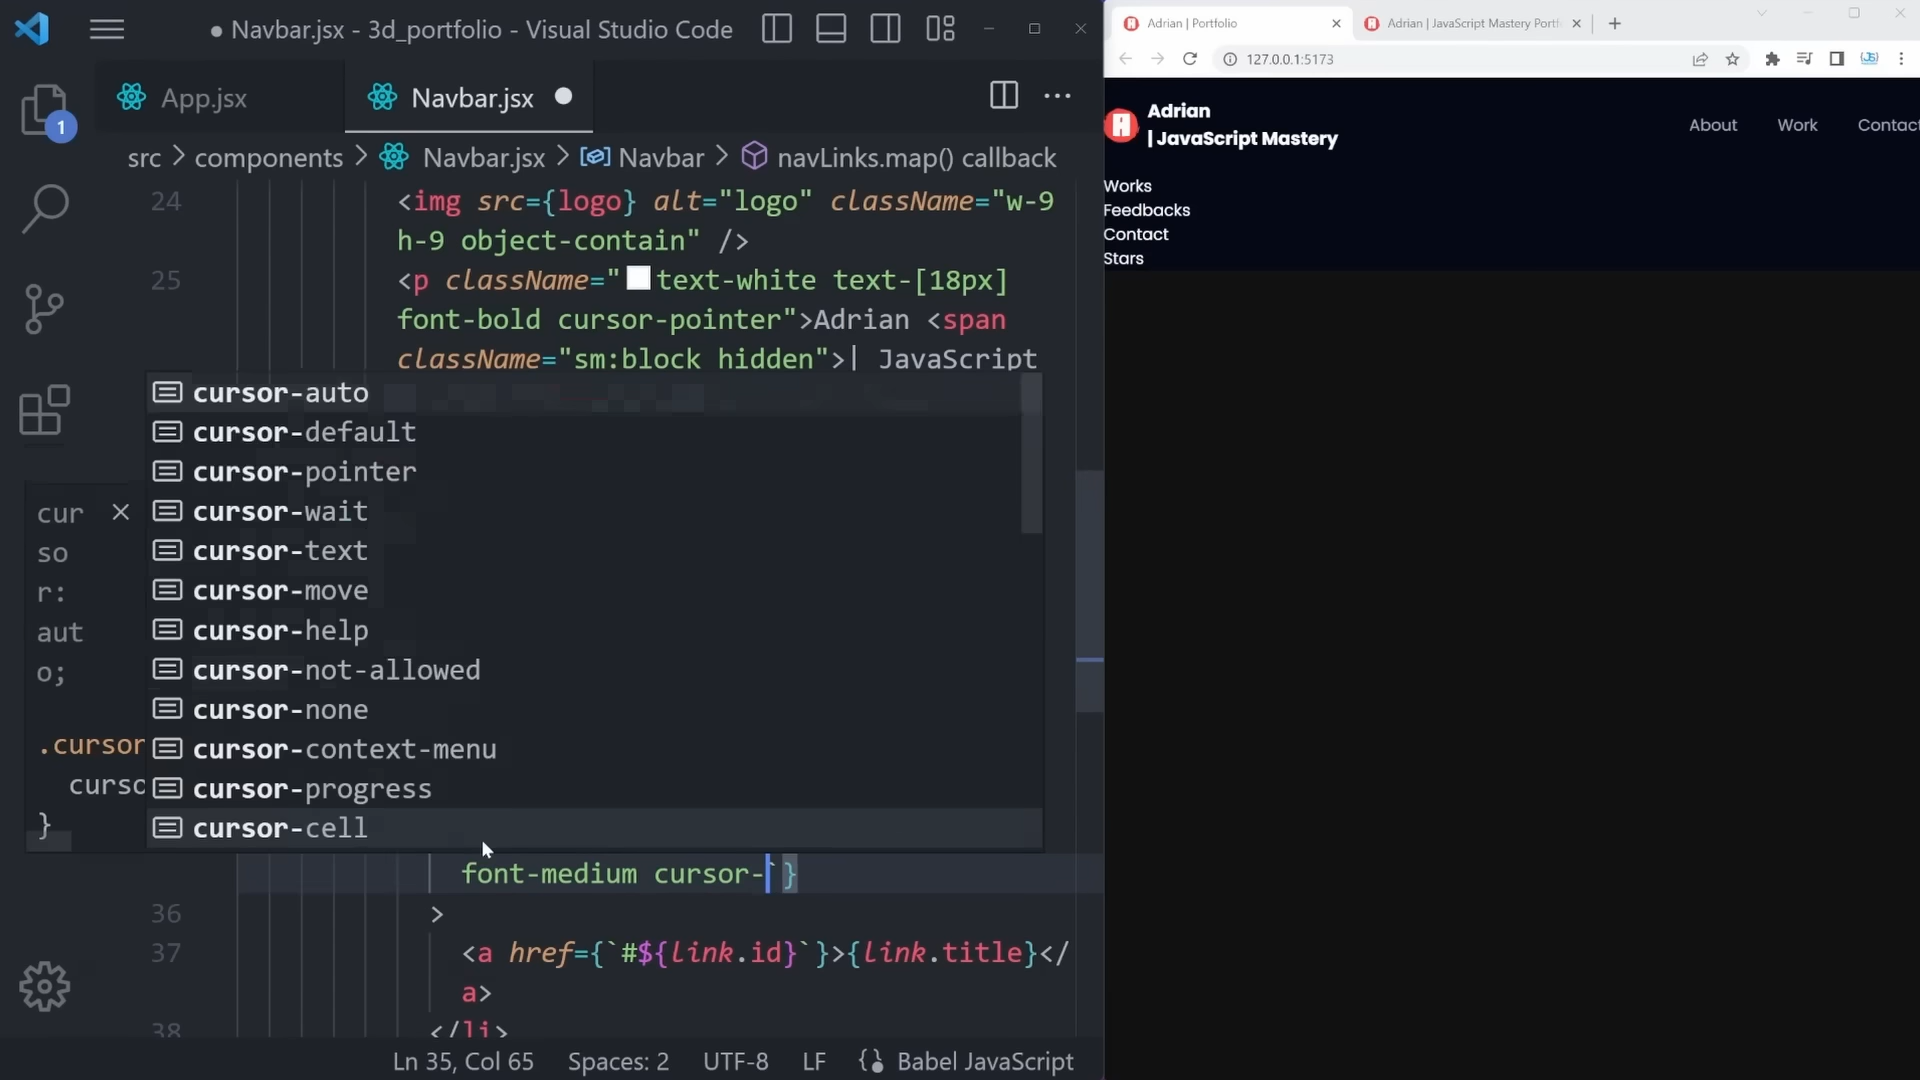 Navbar.jsx - 3d_portfolio - Visual Studio Code
App.jsx
Navbar.jsx
1
src > components > Navbar.jsx > Navbar > navLinks.map() callback
24
<img src={logo} alt="logo" className="w-9
h-9 object-contain" />
25
<p className="text-white text-[18px]
font-bold cursor-pointer">Adrian <span
className="sm:block hidden">| JavaScript
cursor-auto
cursor-default
cursor-pointer
cursor-wait
cursor-text
cursor-move
cursor-help
cursor-not-allowed
cursor-none
cursor-context-menu
cursor-progress
cursor-cell
cur
so
r:
aut
o;
.cursor
curso
}
font-medium cursor-`}
36
>
37
<a href={`#${link.id}`}>{link.title}</
a>
38
</li>
Ln 35, Col 65
Spaces: 2
UTF-8
LF
Babel JavaScript
Adrian | Portfolio
Adrian | JavaScript Mastery Portf
127.0.0.1:5173
Adrian
| JavaScript Mastery
About
Work
Contact
Works
Feedbacks
Contact
Stars